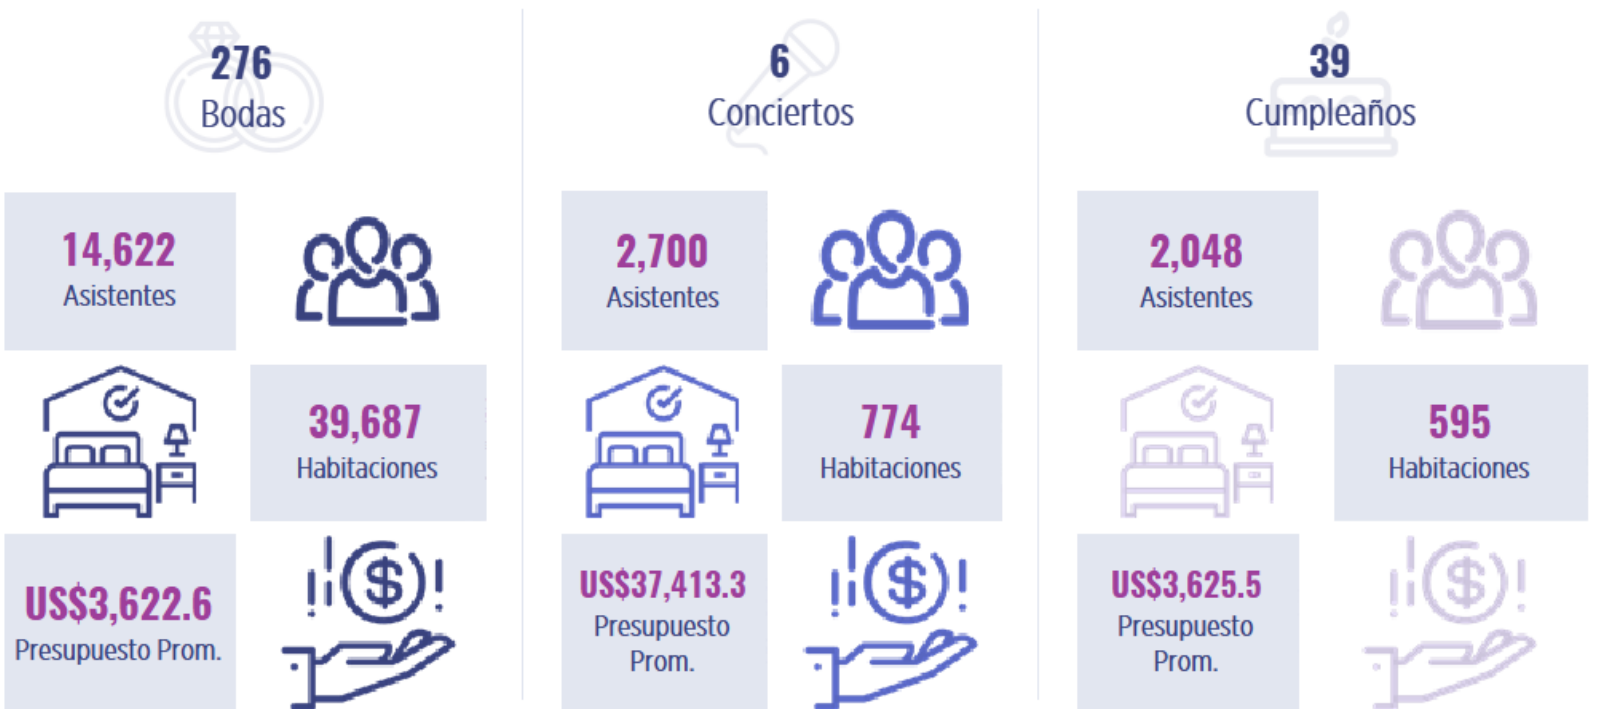 276
Bodas
14,622
Asistentes
39,687
Habitaciones
US$3,622.6
Presupuesto Prom.
6
Conciertos
2,700
Asistentes
774
Habitaciones
US$37,413.3
Presupuesto
Prom.
39
Cumpleaños
2,048
Asistentes
595
Habitaciones
US$3,625.5
Presupuesto
Prom.